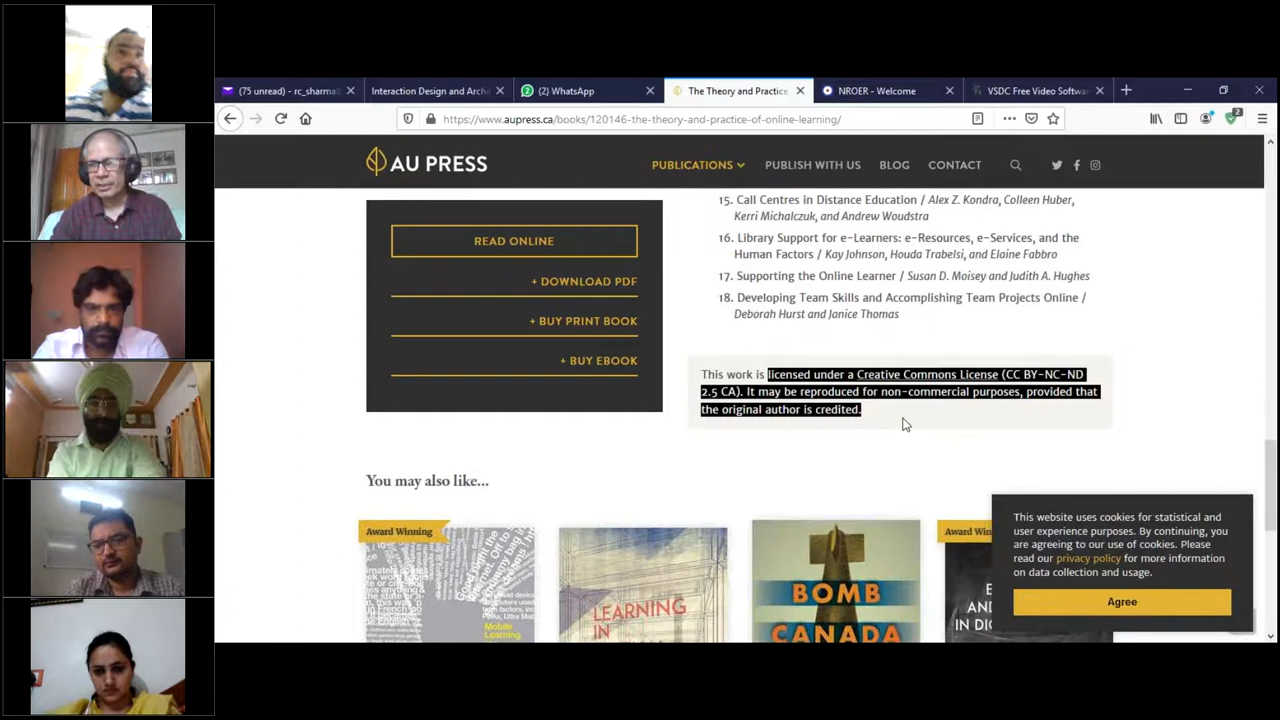 (75 unread) - rc_sharma
Interaction Design and Arch
(2) WhatsApp
The Theory and Practice
NROER - Welcome
VSDC Free Video Softwa
https://www.aupress.ca/books/120146-the-theory-and-practice-of-online-learning/
2
AU PRESS
PUBLICATIONS
PUBLISH WITH US
BLOG
CONTACT
READ ONLINE
+ DOWNLOAD PDF
+ BUY PRINT BOOK
+ BUY EBOOK
15. Call Centres in Distance Education / Alex Z. Kondra, Colleen Huber,
Kerri Michalczuk, and Andrew Woudstra
16. Library Support for e-Learners: e-Resources, e-Services, and the
Human Factors / Kay Johnson, Houda Trabelsi, and Elaine Fabbro
17. Supporting the Online Learner / Susan D. Moisey and Judith A. Hughes
18. Developing Team Skills and Accomplishing Team Projects Online /
Deborah Hurst and Janice Thomas
This work is licensed under a Creative Commons License (CC BY-NC-ND
2.5 CA). It may be reproduced for non-commercial purposes, provided that
the original author is credited.
You may also like...
Award Winning
Mobile
Learning
LEARNING
IN
BOMB
CANADA
Award Win
AND
IN DIG
This website uses cookies for statistical and
user experience purposes. By continuing, you
are agreeing to our use of cookies. Please
read our privacy policy for more information
on data collection and usage.
Agree